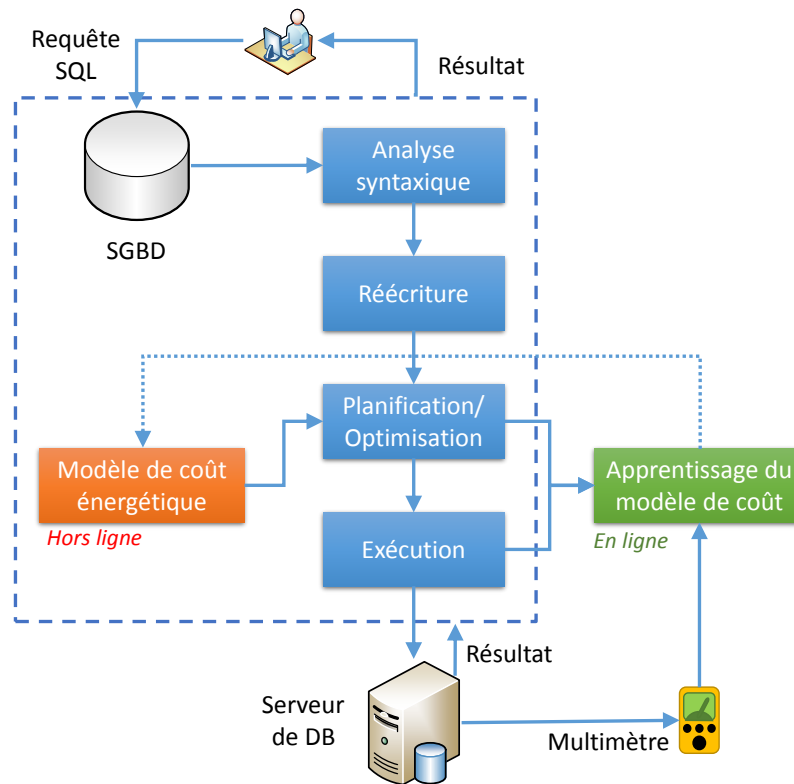 Requête
SQL
Résultat
Analyse
syntaxique
SGBD
Réécriture
Planification/
Optimisation
Modèle de coût
énergétique
Hors ligne
Apprentissage du
modèle de coût
En ligne
Exécution
Résultat
Serveur
de DB
Multimètre